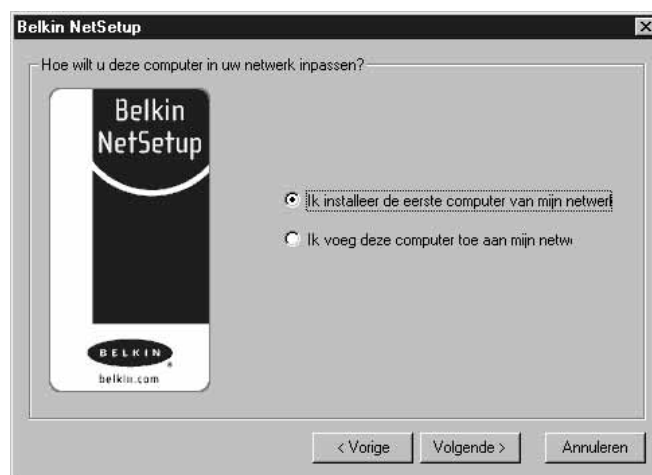 Belkin NetSetup
Hoe wilt u deze computer in uw netwerk inpassen?
Belkin
NetSetup
Ik installeer de eerste computer van mijn netwerk
Ik voeg deze computer toe aan mijn netw
BELKIN
belkin.com
< Vorige
Volgende >
Annuleren